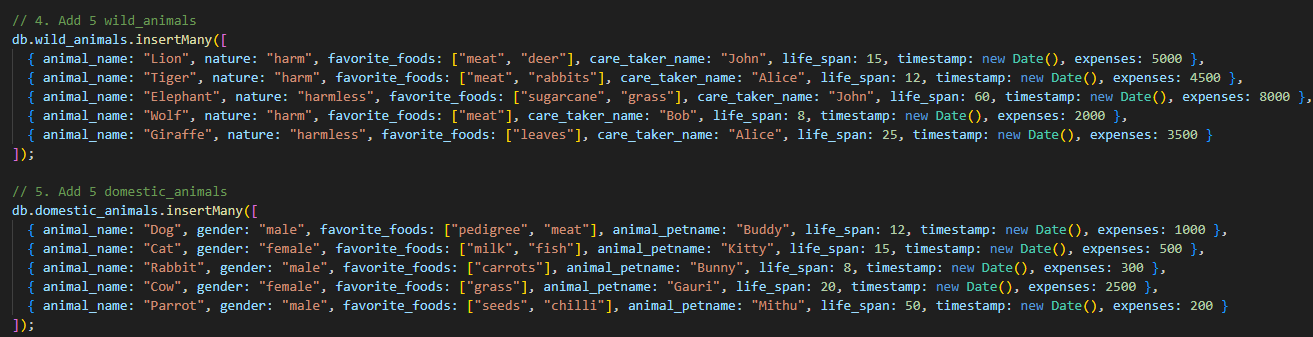 // 4. Add 5 wild_animals
db.wild_animals.insertMany([
  { animal_name: "Lion", nature: "harm", favorite_foods: ["meat", "deer"], care_taker_name: "John", life_span: 15, timestamp: new Date(), expenses: 5000 },
  { animal_name: "Tiger", nature: "harm", favorite_foods: ["meat", "rabbits"], care_taker_name: "Alice", life_span: 12, timestamp: new Date(), expenses: 4500 },
  { animal_name: "Elephant", nature: "harmless", favorite_foods: ["sugarcane", "grass"], care_taker_name: "John", life_span: 60, timestamp: new Date(), expenses: 8000 },
  { animal_name: "Wolf", nature: "harm", favorite_foods: ["meat"], care_taker_name: "Bob", life_span: 8, timestamp: new Date(), expenses: 2000 },
  { animal_name: "Giraffe", nature: "harmless", favorite_foods: ["leaves"], care_taker_name: "Alice", life_span: 25, timestamp: new Date(), expenses: 3500 }
]);
// 5. Add 5 domestic_animals
db.domestic_animals.insertMany([
  { animal_name: "Dog", gender: "male", favorite_foods: ["pedigree", "meat"], animal_petname: "Buddy", life_span: 12, timestamp: new Date(), expenses: 1000 },
  { animal_name: "Cat", gender: "female", favorite_foods: ["milk", "fish"], animal_petname: "Kitty", life_span: 15, timestamp: new Date(), expenses: 500 },
  { animal_name: "Rabbit", gender: "male", favorite_foods: ["carrots"], animal_petname: "Bunny", life_span: 8, timestamp: new Date(), expenses: 300 },
  { animal_name: "Cow", gender: "female", favorite_foods: ["grass"], animal_petname: "Gauri", life_span: 20, timestamp: new Date(), expenses: 2500 },
  { animal_name: "Parrot", gender: "male", favorite_foods: ["seeds", "chilli"], animal_petname: "Mithu", life_span: 50, timestamp: new Date(), expenses: 200 }
]);